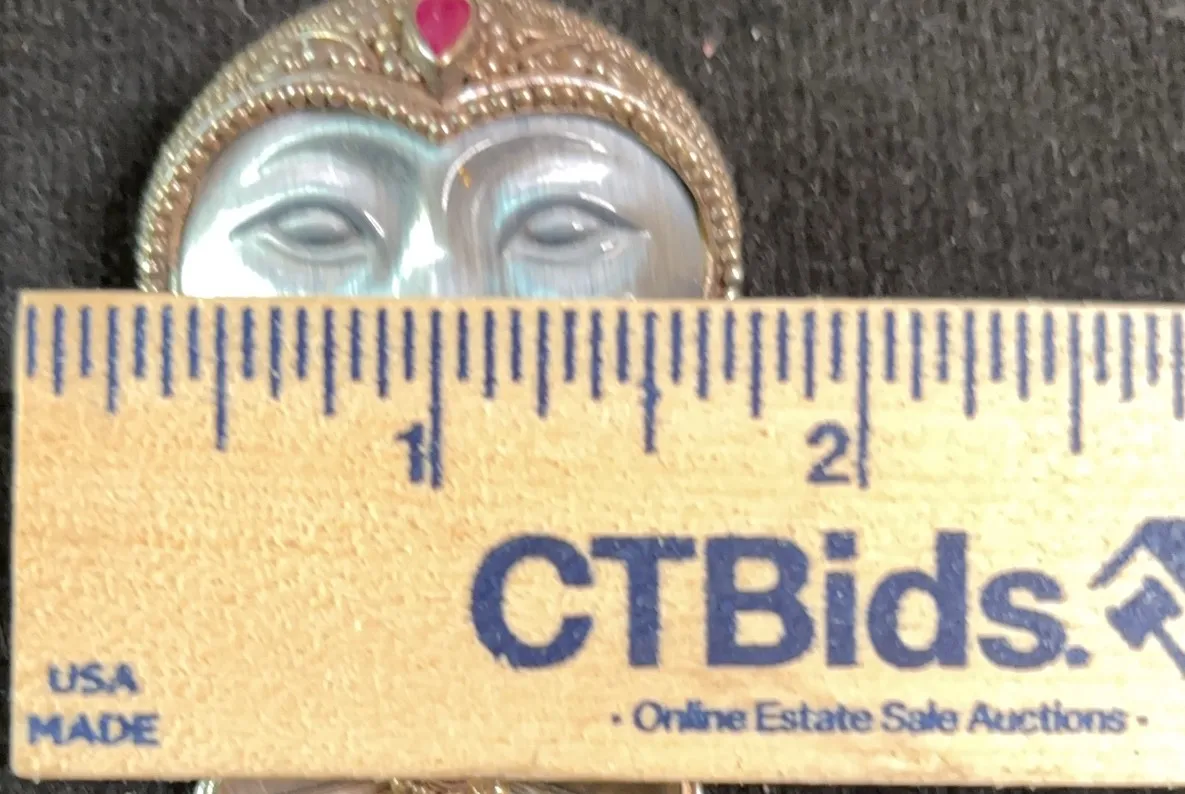 1 2
CTBids.
USA
MADE
· Online Estate Sale Auctions ·